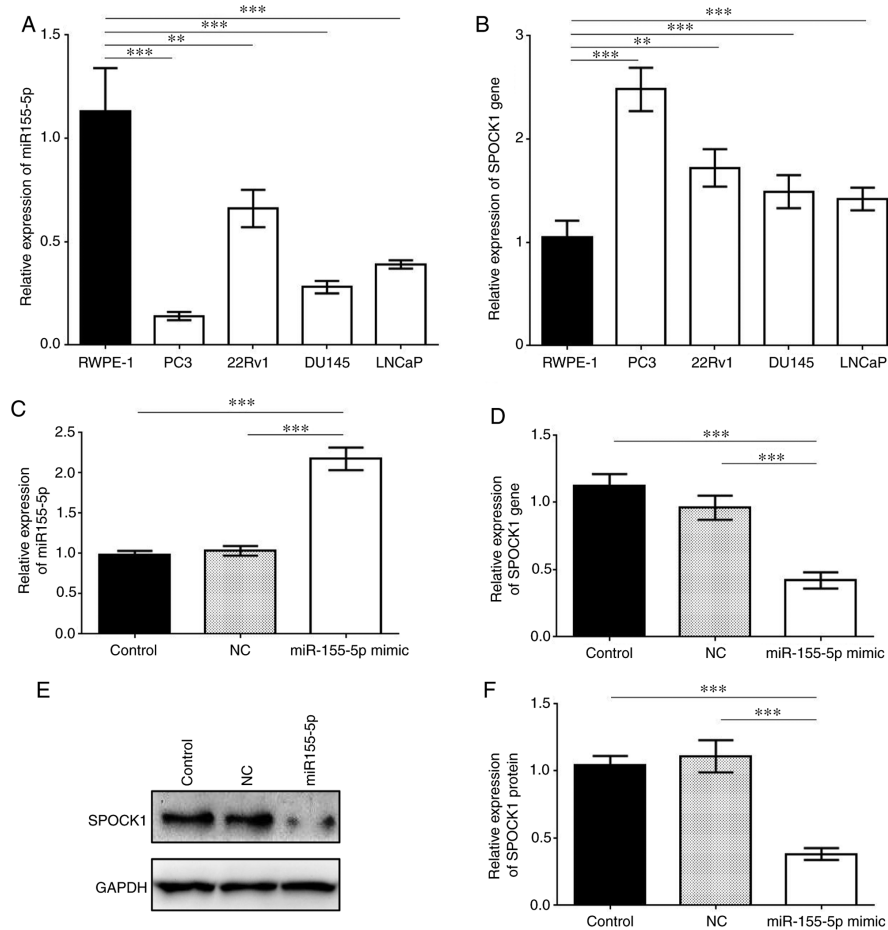 A
***
***
**
***
Relative expression of miR155-5p
1.5
1.0
0.5
0.0
RWPE-1 PC3 22Rv1 DU145 LNCaP
B
***
***
**
***
Relative expression of SPOCK1 gene
3
2
1
0
RWPE-1 PC3 22Rv1 DU145 LNCaP
C
***
***
Relative expression
of miR155-5p
2.5
2.0
1.5
1.0
0.5
0.0
Control NC miR-155-5p mimic
D
***
***
Relative expression
of SPOCK1 gene
1.5
1.0
0.5
0.0
Control NC miR-155-5p mimic
E
Control
NC
miR155-5p
SPOCK1
GAPDH
F
***
***
Relative expression
of SPOCK1 protein
1.5
1.0
0.5
0.0
Control NC miR-155-5p mimic